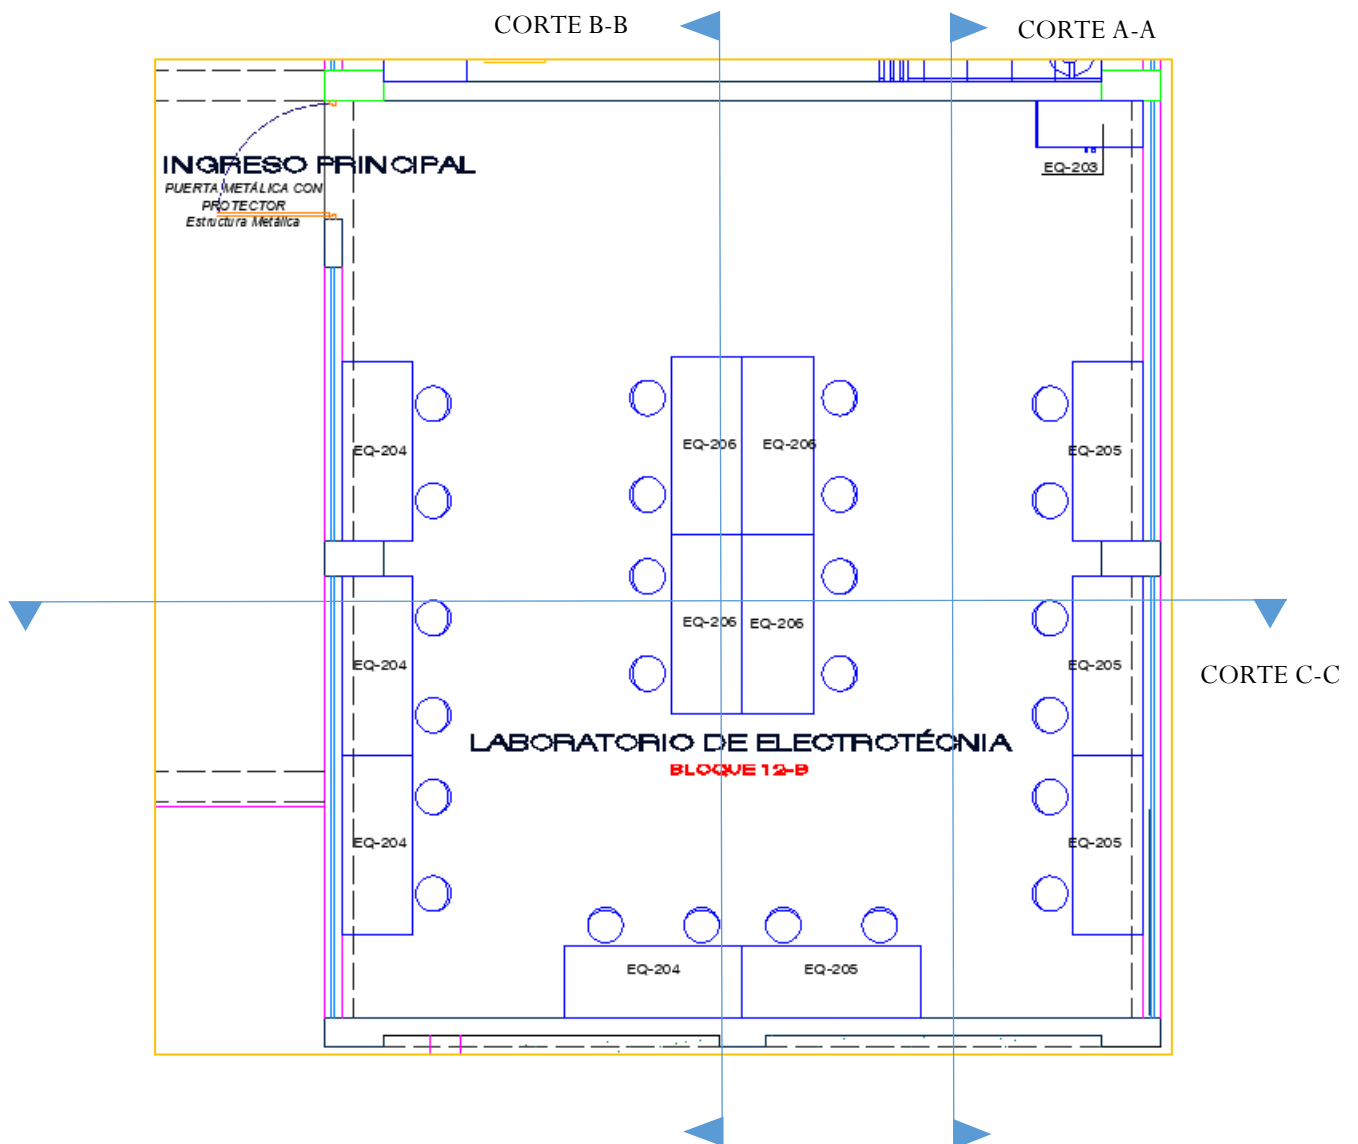 CORTE B-B
CORTE A-A
INGRESO PRINCIPAL
PUERTA METÁLICA CON
PROTECTOR
Estructura Metálica
EQ-203
EQ-204
EQ-206
EQ-206
EQ-205
EQ-206
EQ-206
EQ-204
EQ-205
CORTE C-C
LABORATORIO DE ELECTROTÉCNIA
BLOQUE 12-B
EQ-204
EQ-205
EQ-204
EQ-205